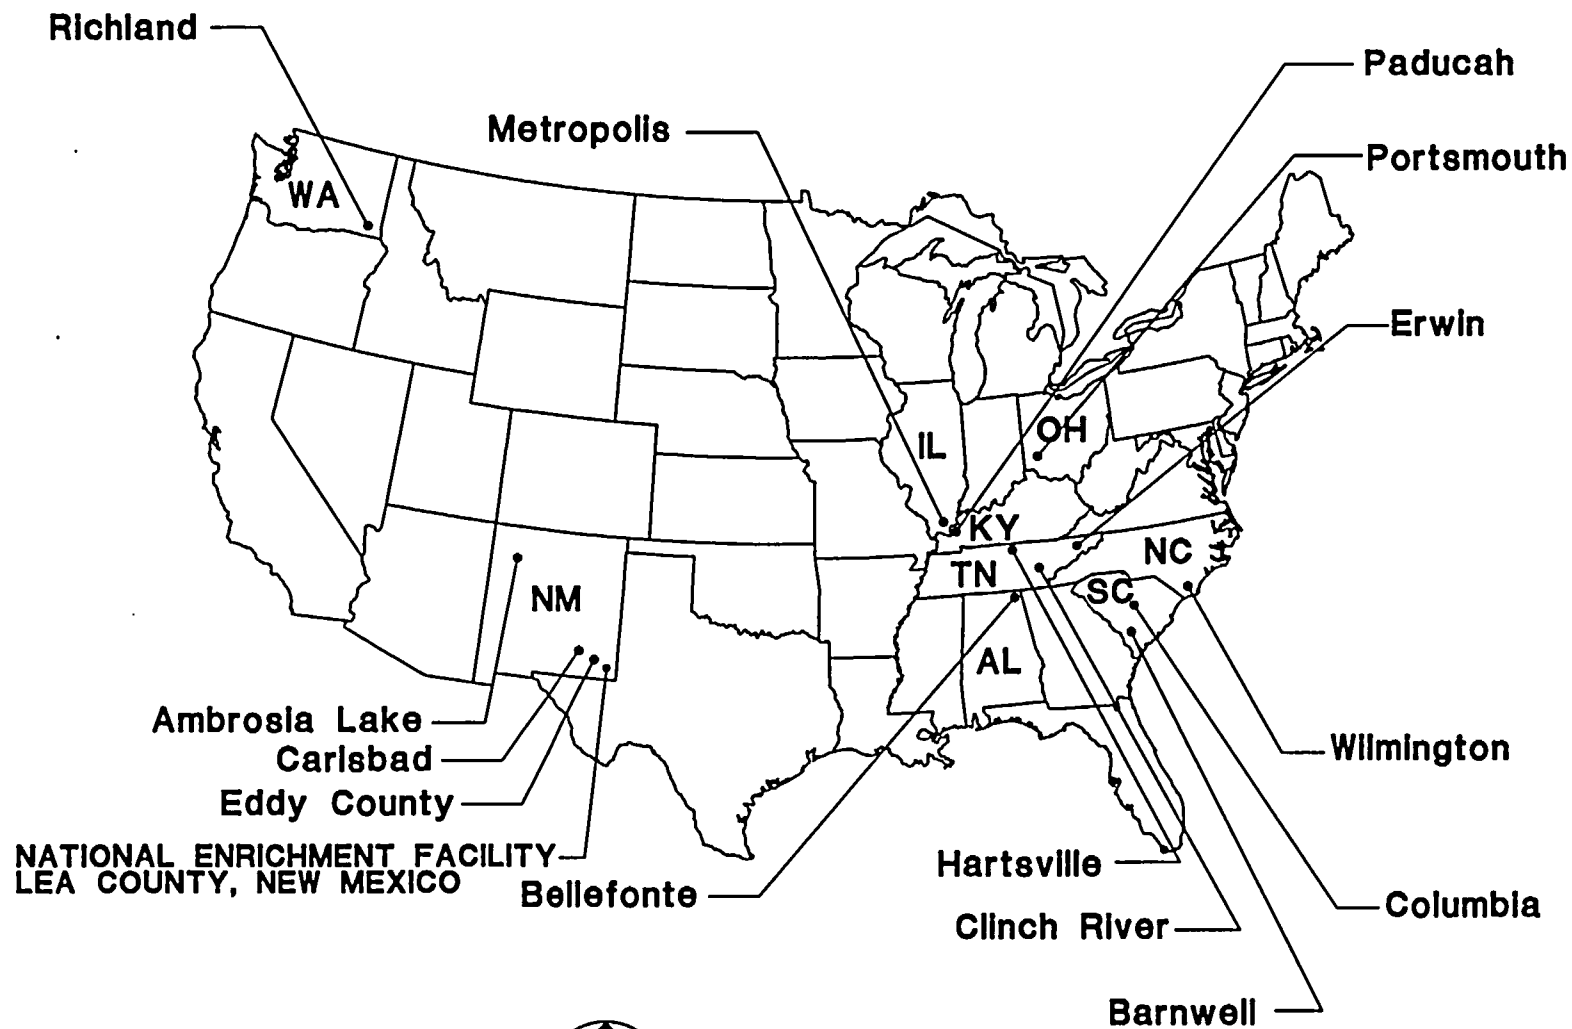 Richland
Paducah
Metropolis
Portsmouth
WA
Erwin
OH
IL
KY
NC
TN
SC
NM
AL
Ambrosia Lake
Carlsbad
Wilmington
Eddy County
NATIONAL ENRICHMENT FACILITY
LEA COUNTY, NEW MEXICO
Hartsville
Bellefonte
Columbia
Clinch River
Barnwell